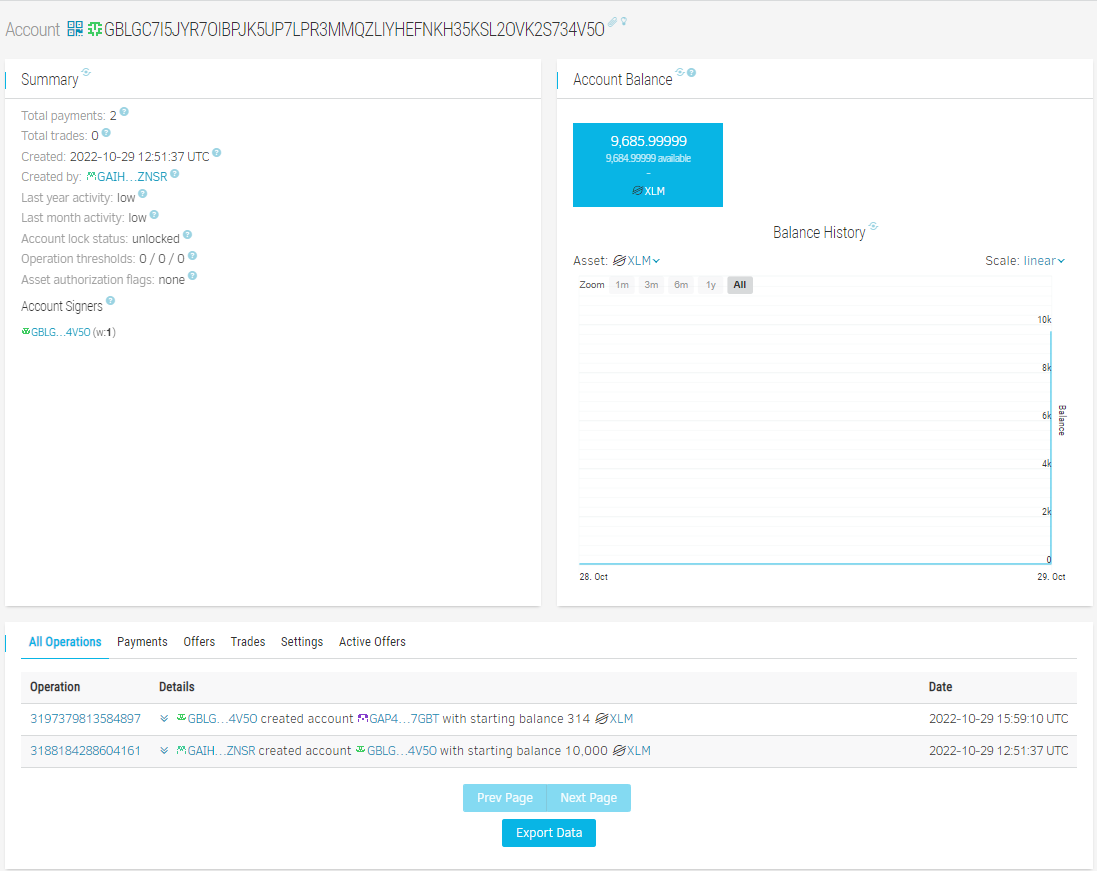 Account GBLGC7I5JYR7OIBPJK5UP7LPR3MMQZLIYHEFNKH35KSL2OVK2S734V5O
Summary
Total payments: 2
Total trades: 0
Created: 2022-10-29 12:51:37 UTC
Created by: GAIH...ZNSR
Last year activity: low
Last month activity: low
Account lock status: unlocked
Operation thresholds: 0 / 0 / 0
Asset authorization flags: none
Account Signers
GBLG...4V5O (w:1)
Account Balance
9,685.99999
9,684.99999 available
–
XLM
Balance History
Asset: XLM
Scale: linear
Zoom 1m 3m 6m 1y All
10k
8k
6k
4k
2k
0
Balance
28. Oct 29. Oct
All Operations Payments Offers Trades Settings Active Offers
Operation Details Date
3197379813584897 GBLG...4V5O created account GAP4...7GBT with starting balance 314 XLM 2022-10-29 15:59:10 UTC
3188184288604161 GAIH...ZNSR created account GBLG...4V5O with starting balance 10,000 XLM 2022-10-29 12:51:37 UTC
Prev Page Next Page
Export Data